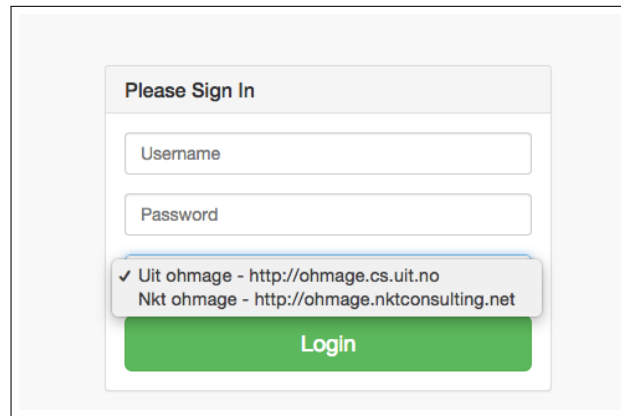 Please Sign In
Username
Password
✓ Uit ohmage - http://ohmage.cs.uit.no
Nkt ohmage - http://ohmage.nktconsulting.net
Login